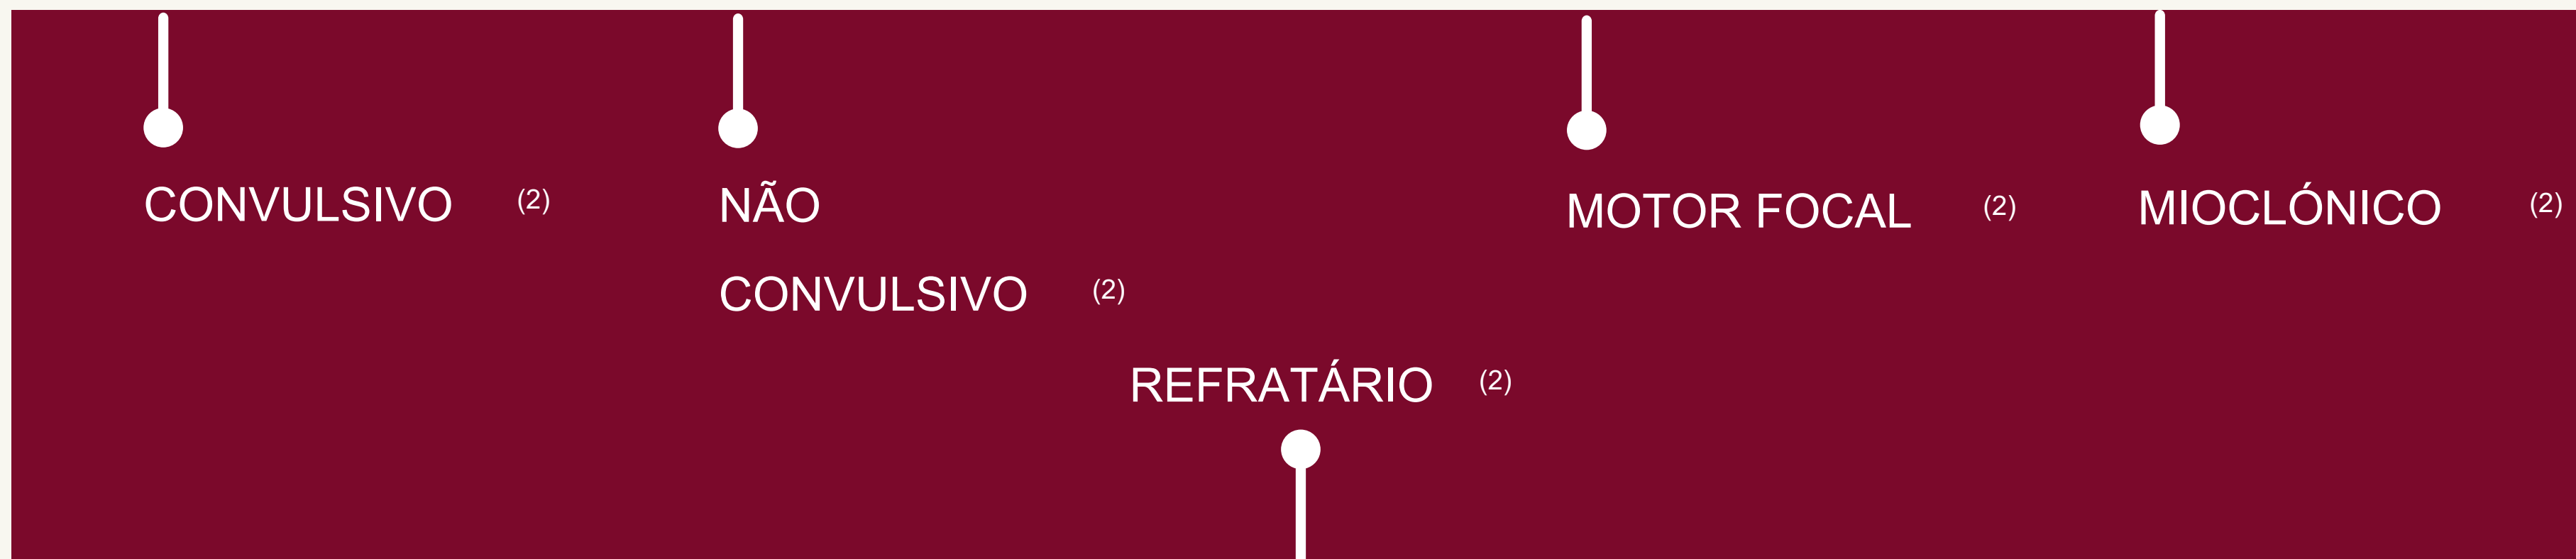 CONVULSIVO (2)
NÃO
CONVULSIVO (2)
REFRATÁRIO (2)
MOTOR FOCAL (2)
MIOCLÓNICO (2)